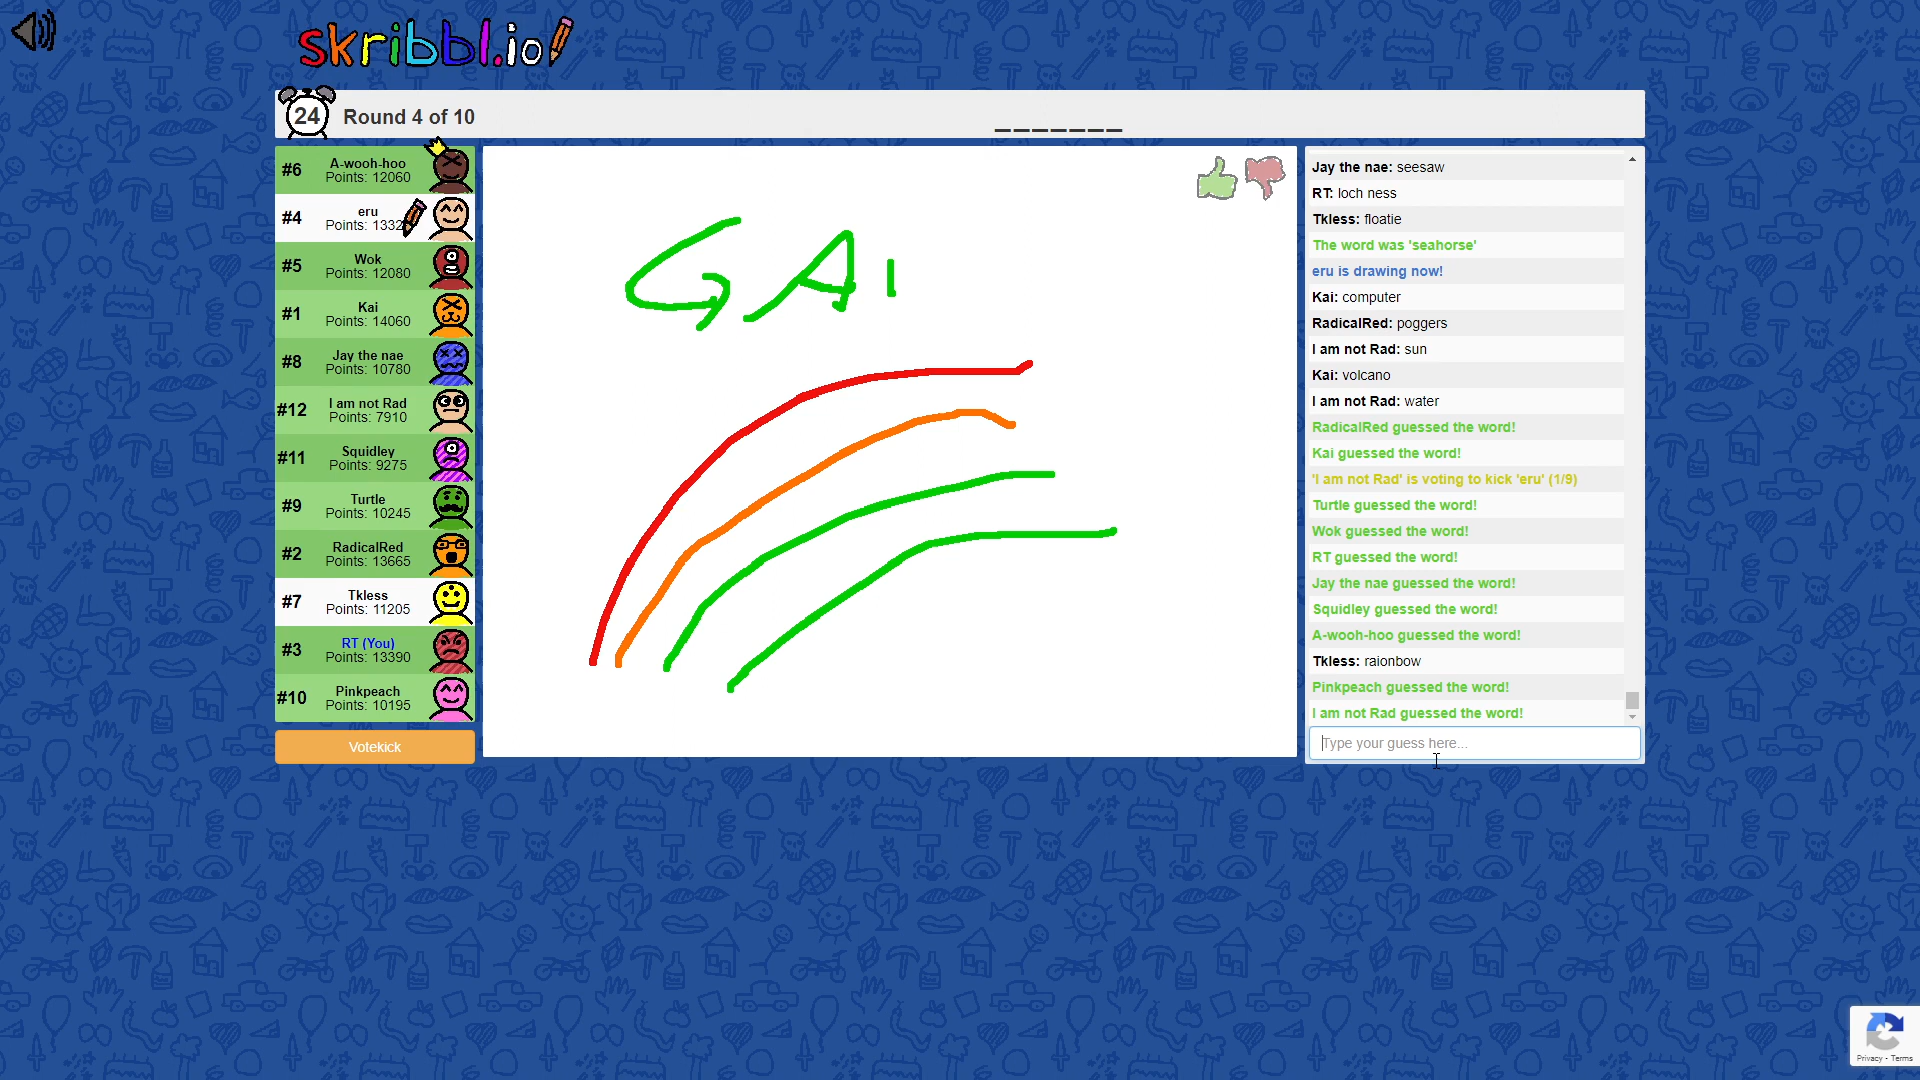 skribbl.io
24
Round 4 of 10
_______
#6
A-wooh-hoo
Points: 12060
#4
eru
Points: 1332
#5
Wok
Points: 12080
#1
Kai
Points: 14060
#8
Jay the nae
Points: 10780
#12
I am not Rad
Points: 7910
#11
Squidley
Points: 9275
#9
Turtle
Points: 10245
#2
RadicalRed
Points: 13665
#7
Tkless
Points: 11205
#3
RT (You)
Points: 13390
#10
Pinkpeach
Points: 10195
Votekick
GAI
Jay the nae: seesaw
RT: loch ness
Tkless: floatie
The word was 'seahorse'
eru is drawing now!
Kai: computer
RadicalRed: poggers
I am not Rad: sun
Kai: volcano
I am not Rad: water
RadicalRed guessed the word!
Kai guessed the word!
'I am not Rad' is voting to kick 'eru' (1/9)
Turtle guessed the word!
Wok guessed the word!
RT guessed the word!
Jay the nae guessed the word!
Squidley guessed the word!
A-wooh-hoo guessed the word!
Tkless: raionbow
Pinkpeach guessed the word!
I am not Rad guessed the word!
Type your guess here...
Privacy - Terms